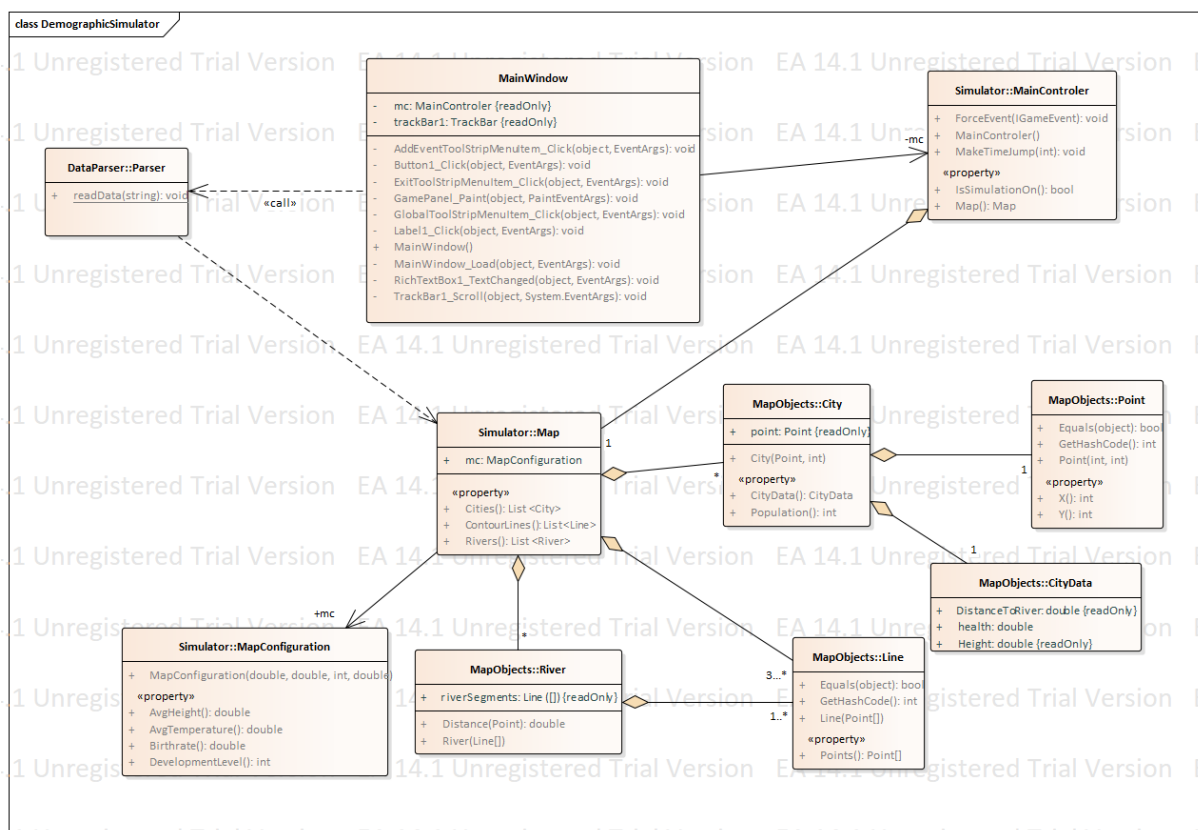 class DemographicSimulator
MainWindow
- mc: MainControler {readOnly}
- trackBar1: TrackBar {readOnly}
- AddEventToolStripMenuItem_Click(object, EventArgs): void
- Button1_Click(object, EventArgs): void
- ExitToolStripMenuItem_Click(object, EventArgs): void
- GamePanel_Paint(object, PaintEventArgs): void
- GlobalToolStripMenuItem_Click(object, EventArgs): void
- Label1_Click(object, EventArgs): void
+ MainWindow()
- MainWindow_Load(object, EventArgs): void
- RichTextBox1_TextChanged(object, EventArgs): void
- TrackBar1_Scroll(object, System.EventArgs): void
Simulator::MainControler
+ ForceEvent(IGameEvent): void
+ MainControler()
+ MakeTimeJump(int): void
«property»
+ IsSimulationOn(): bool
+ Map(): Map
-mc
DataParser::Parser
+ readData(string): void
«call»
Simulator::Map
+ mc: MapConfiguration
«property»
+ Cities(): List <City>
+ ContourLines(): List<Line>
+ Rivers(): List <River>
1
*
MapObjects::City
+ point: Point {readOnly}
+ City(Point, int)
«property»
+ CityData(): CityData
+ Population(): int
1
MapObjects::Point
+ Equals(object): bool
+ GetHashCode(): int
+ Point(int, int)
«property»
+ X(): int
+ Y(): int
1
MapObjects::CityData
+ DistanceToRiver: double {readOnly}
+ health: double
+ Height: double {readOnly}
+mc
Simulator::MapConfiguration
+ MapConfiguration(double, double, int, double)
«property»
+ AvgHeight(): double
+ AvgTemperature(): double
+ Birthrate(): double
+ DevelopmentLevel(): int
*
MapObjects::River
+ riverSegments: Line ([]) {readOnly}
+ Distance(Point): double
+ River(Line[])
3...*
1..*
MapObjects::Line
+ Equals(object): bool
+ GetHashCode(): int
+ Line(Point[])
«property»
+ Points(): Point[]
EA 14.1 Unregistered Trial Version